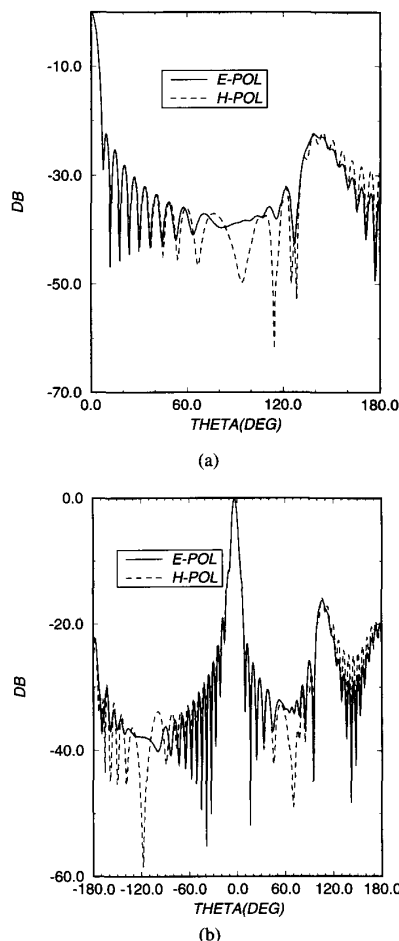 -10.0
E-POL
H-POL
-30.0
DB
-50.0
-70.0
0.0 60.0 120.0 180.0
THETA(DEG)
(a)
0.0
E-POL
H-POL
-20.0
DB
-40.0
-60.0
-180.0 -120.0 -60.0 0.0 60.0 120.0 180.0
THETA(DEG)
(b)